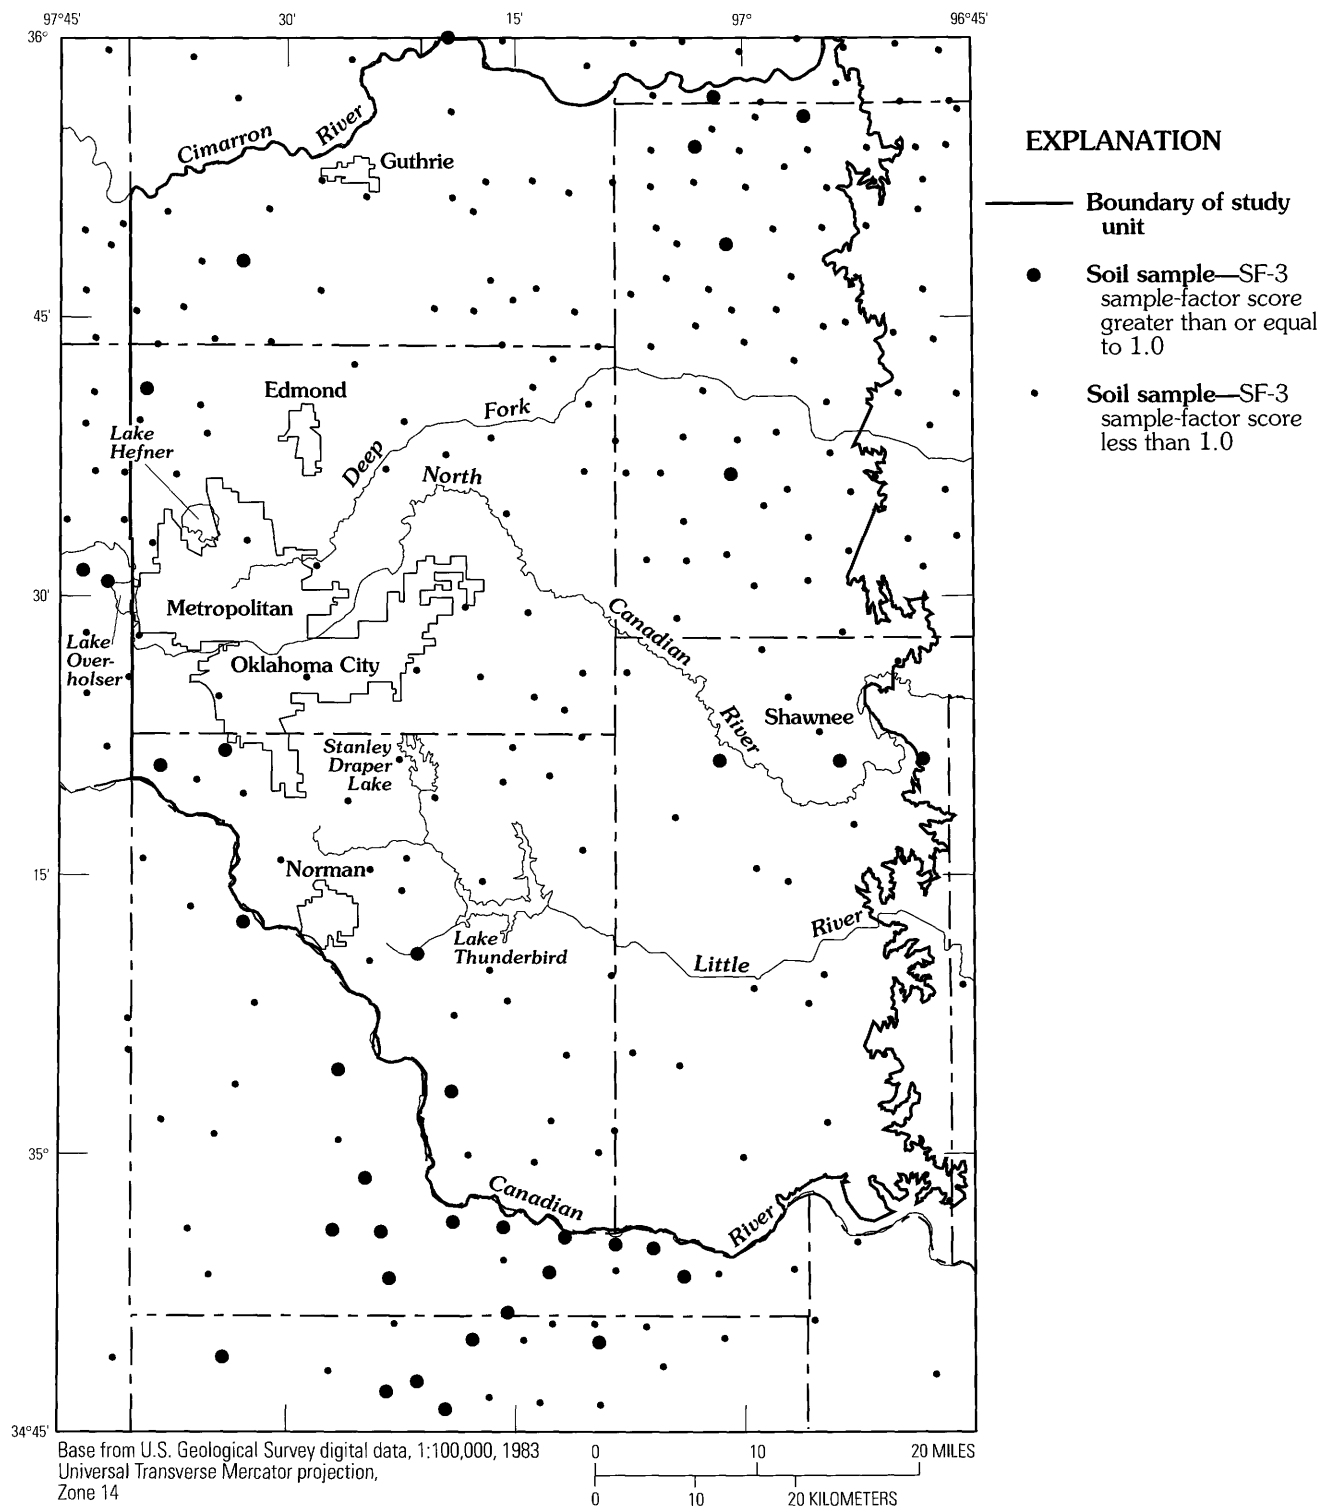 97°45'
30'
15'
97°
96°45'
36°
Cimarron River
Guthrie
EXPLANATION
Boundary of study
unit
Soil sample—SF-3
sample-factor score
greater than or equal
to 1.0
Soil sample—SF-3
sample-factor score
less than 1.0
45'
Edmond
Lake
Hefner
Deep Fork
North
Canadian
River
30'
Metropolitan
Oklahoma City
Lake
Over-
holser
Shawnee
Stanley
Draper
Lake
15'
Norman
Lake
Thunderbird
Little River
35°
Canadian River
34°45'
Base from U.S. Geological Survey digital data, 1:100,000, 1983
Universal Transverse Mercator projection,
Zone 14
0 10 20 MILES
0 10 20 KILOMETERS